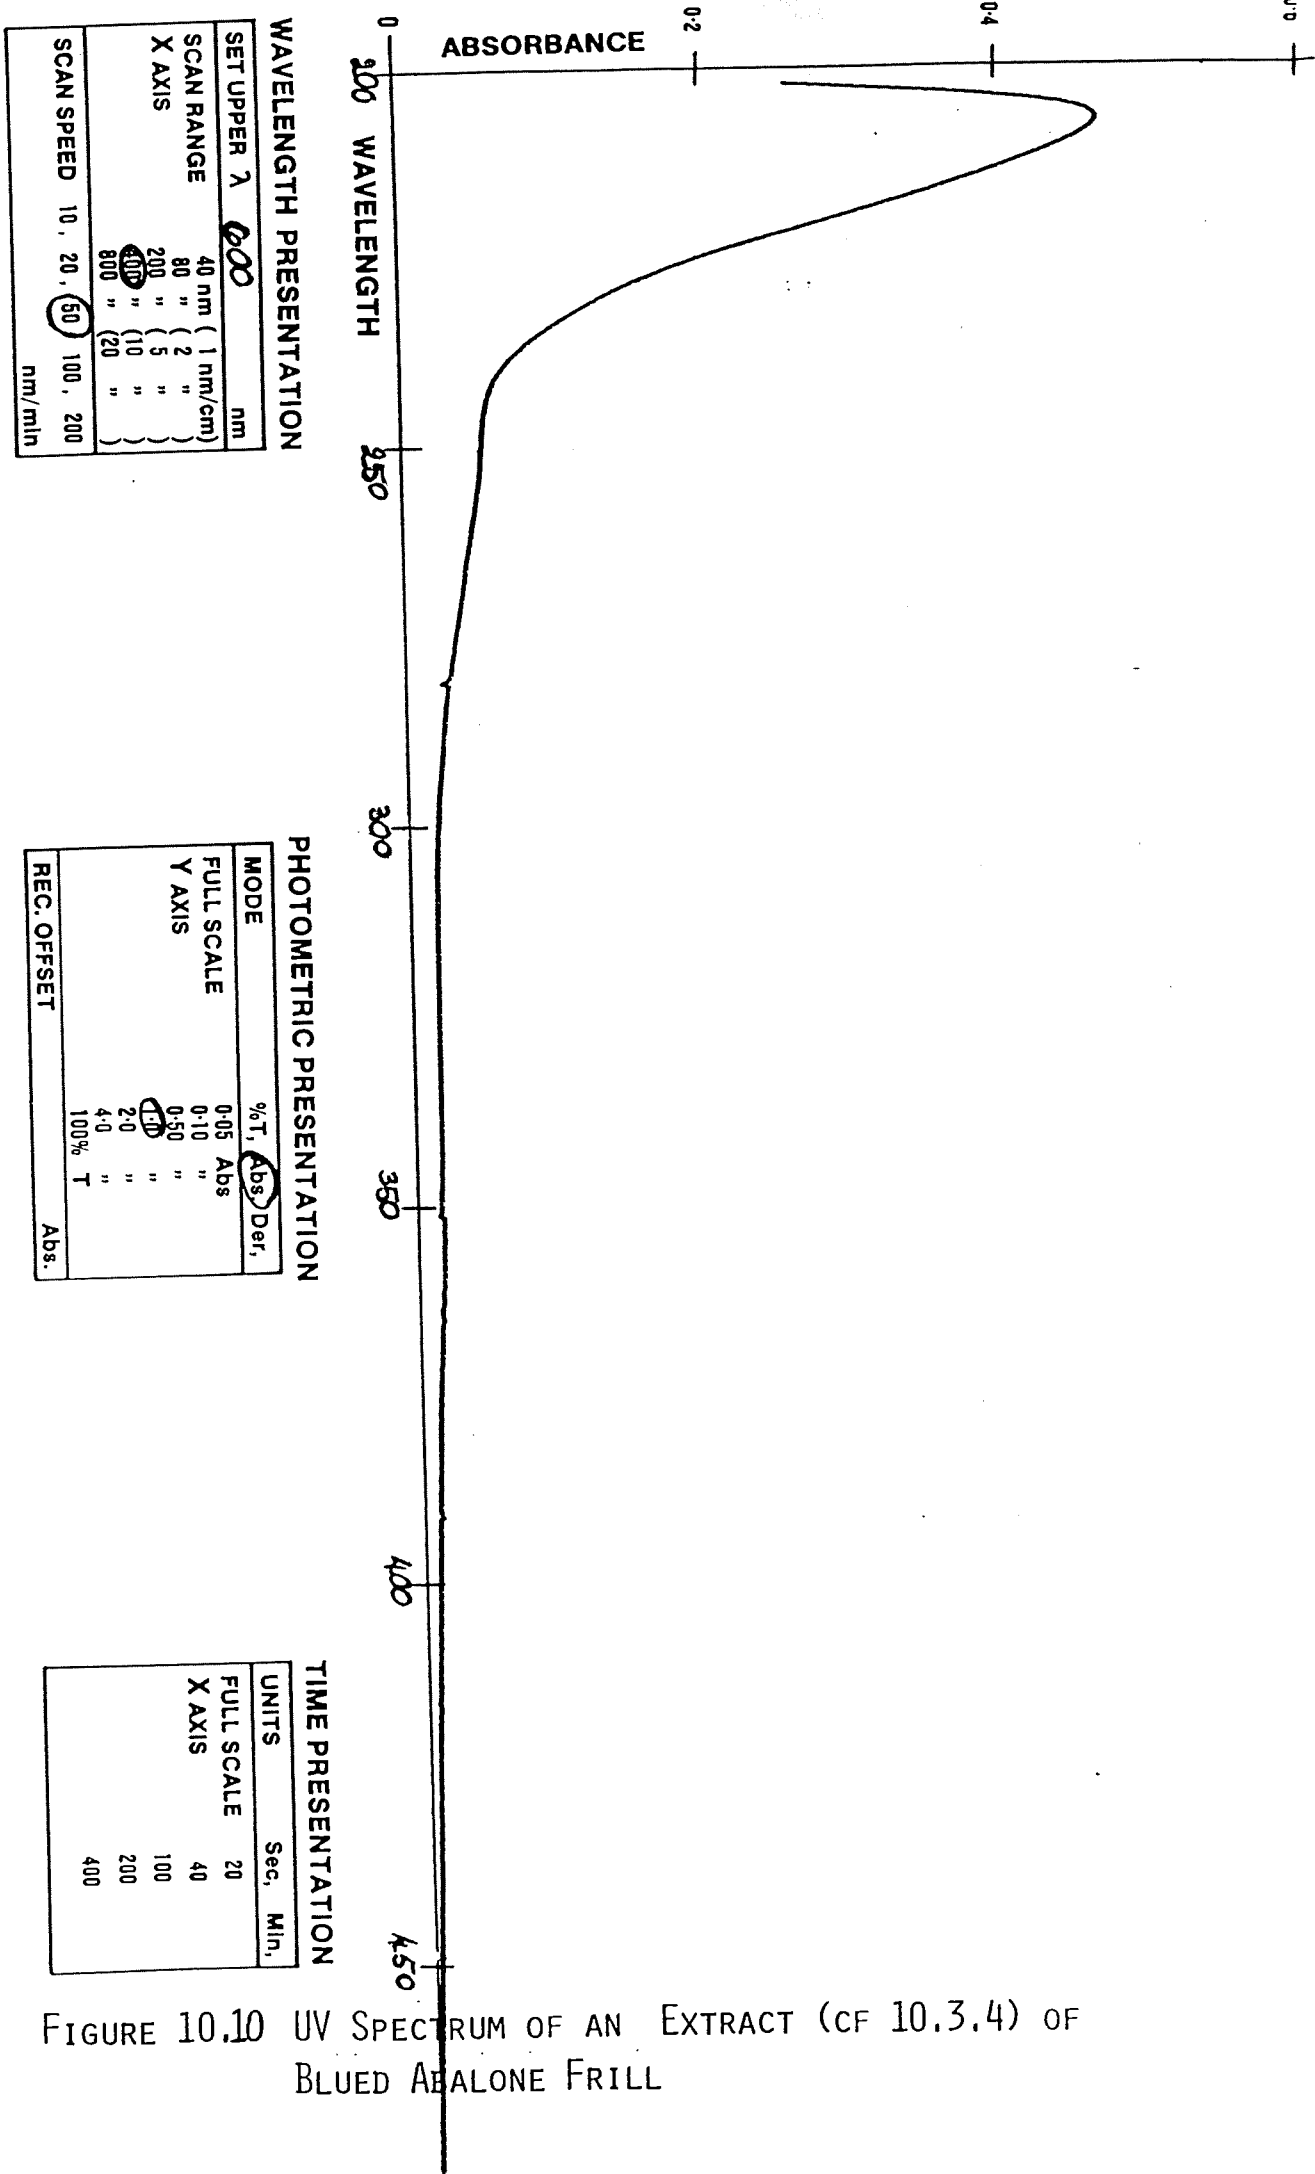 0
0·2
0·4
ABSORBANCE
200 WAVELENGTH
250
300
350
400
450
WAVELENGTH PRESENTATION
SET UPPER λ 600 nm
SCAN RANGE 40 nm ( 1 nm/cm)
X AXIS 80 " ( 2 " )
200 " ( 5 " )
400 " (10 " )
800 " (20 " )
SCAN SPEED 10, 20, 50, 100, 200
nm/min
PHOTOMETRIC PRESENTATION
MODE %T, Abs, Der,
FULL SCALE 0·05 Abs
Y AXIS 0·10 "
0·50 "
1·0 "
2·0 "
4·0 "
100% T
REC. OFFSET Abs.
TIME PRESENTATION
UNITS Sec, Min,
FULL SCALE 20
X AXIS 40
100
200
400
FIGURE 10.10 UV SPECTRUM OF AN EXTRACT (CF 10.3.4) OF
BLUED ABALONE FRILL